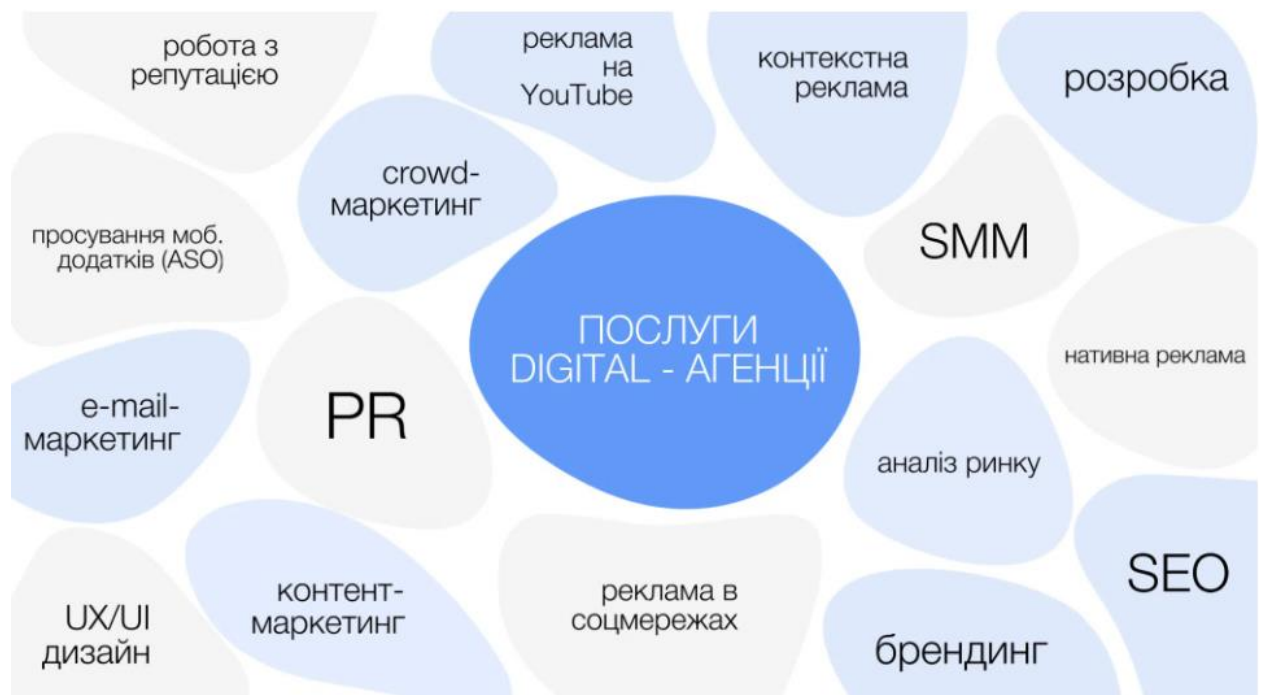 робота з
репутацією
реклама
на
YouTube
контекстна
реклама
розробка
crowd-
маркетинг
просування моб.
додатків (ASO)
SMM
ПОСЛУГИ
DIGITAL - АГЕНЦІЇ
нативна реклама
e-mail-
маркетинг
PR
аналіз ринку
SEO
UX/UI
дизайн
контент-
маркетинг
реклама в
соцмережах
брендинг